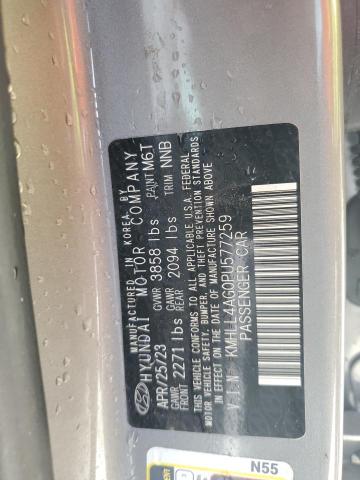 MANUFACTURED IN KOREA, BY
HYUNDAI MOTOR COMPANY
APR/25/23 GVWR 3858 lbs PAINT M6T
GAWR FRONT 2271 lbs GAWR REAR 2094 lbs TRIM NNB
THIS VEHICLE CONFORMS TO ALL APPLICABLE U.S.A. FEDERAL
MOTOR VEHICLE SAFETY, BUMPER, AND THEFT PREVENTION STANDARDS
IN EFFECT ON THE DATE OF MANUFACTURE SHOWN ABOVE.
V.I.N: KMHLL4AG0PU577259
PASSENGER CAR
N55